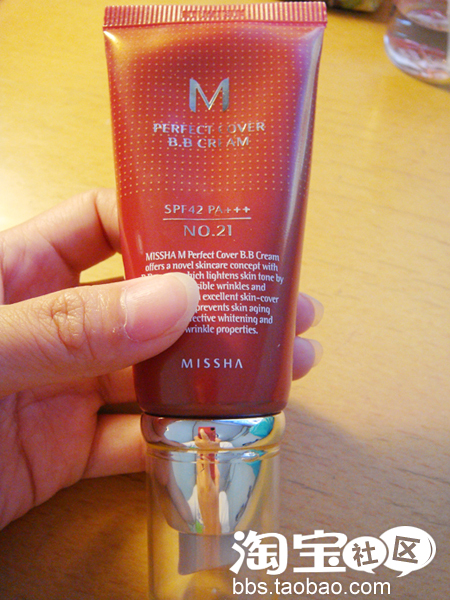 M
PERFECT COVER
B.B CREAM
SPF42 PA+++
NO.21
MISSHA M Perfect Cover B.B Cream
offers a novel skincare concept with
which lightens skin tone by
wrinkles and
excellent skin-cover
prevents skin aging
whitening and
wrinkle properties.
MISSHA
淘宝社区
bbs.taobao.com